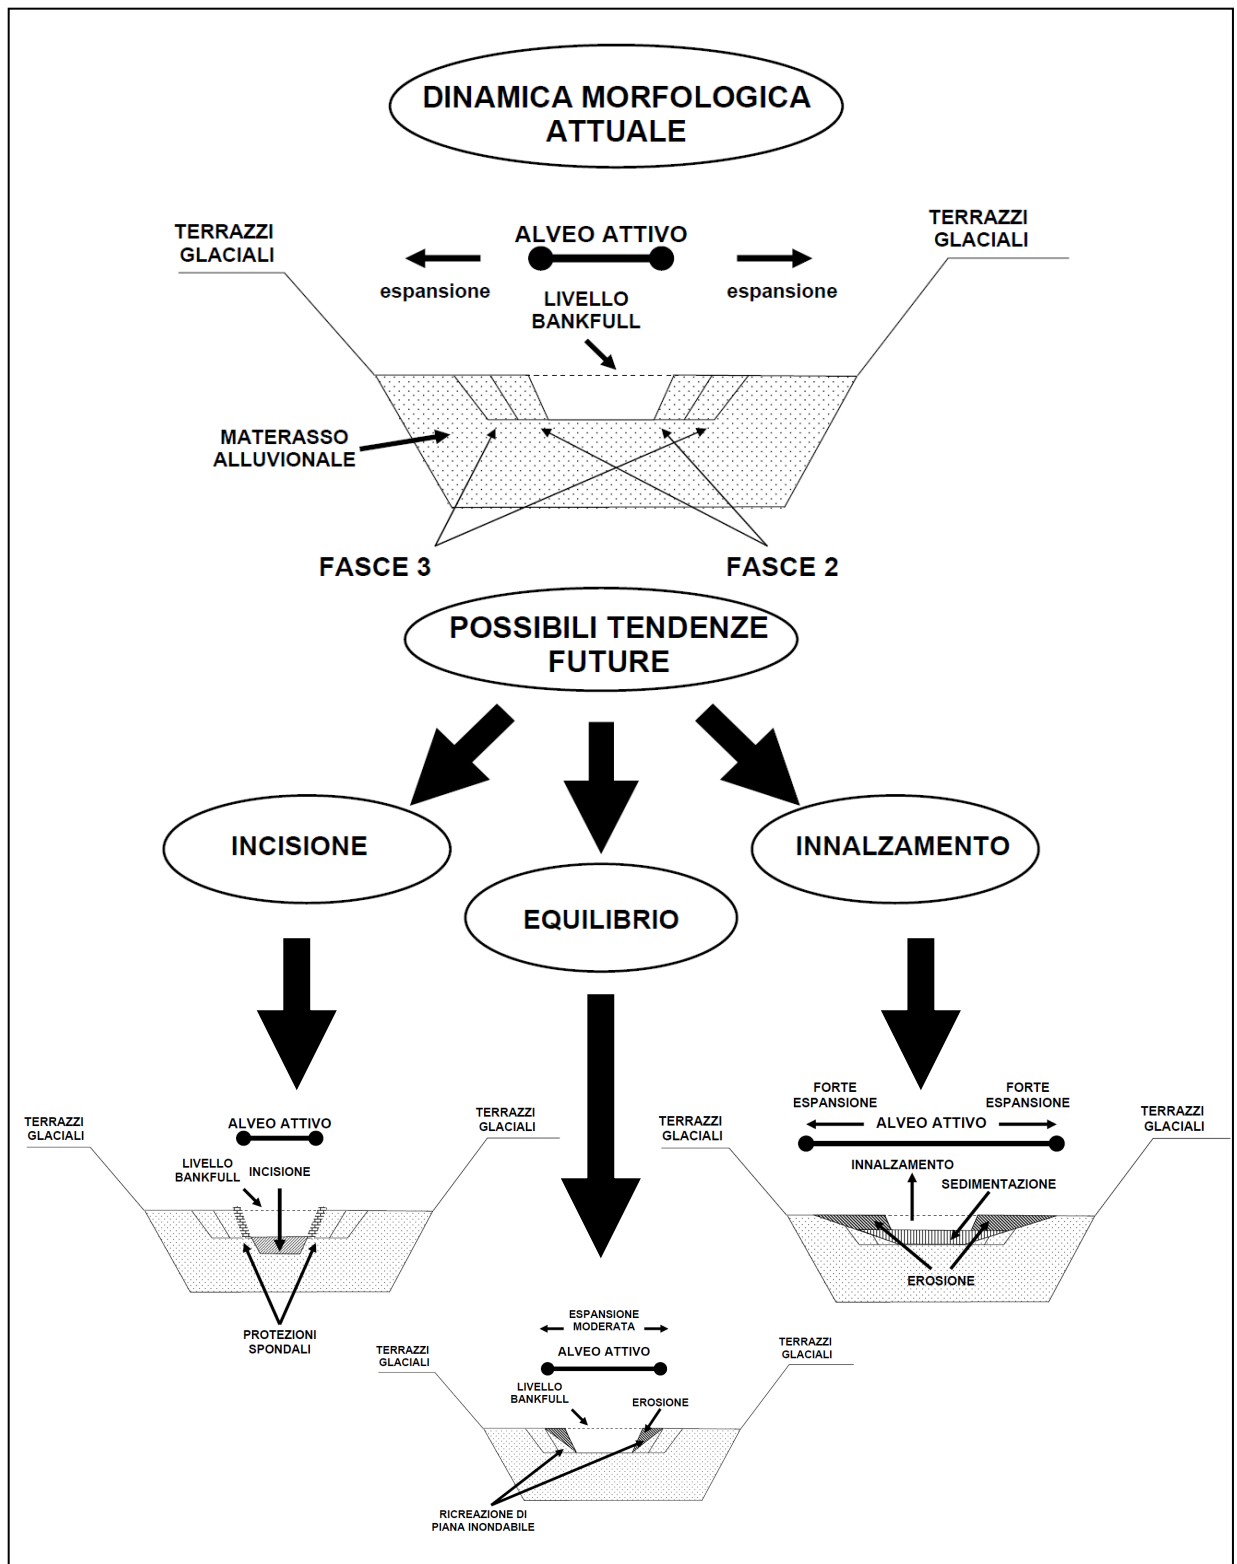 DINAMICA MORFOLOGICA
ATTUALE
TERRAZZI
GLACIALI
ALVEO ATTIVO
TERRAZZI
GLACIALI
espansione
espansione
LIVELLO
BANKFULL
MATERASSO
ALLUVIONALE
FASCE 3
FASCE 2
POSSIBILI TENDENZE
FUTURE
INCISIONE
EQUILIBRIO
INNALZAMENTO
TERRAZZI
GLACIALI
ALVEO ATTIVO
TERRAZZI
GLACIALI
LIVELLO
BANKFULL
INCISIONE
PROTEZIONI
SPONDALI
ESPANSIONE
MODERATA
TERRAZZI
GLACIALI
ALVEO ATTIVO
TERRAZZI
GLACIALI
LIVELLO
BANKFULL
EROSIONE
RICREAZIONE DI
PIANA INONDABILE
FORTE
ESPANSIONE
FORTE
ESPANSIONE
TERRAZZI
GLACIALI
ALVEO ATTIVO
TERRAZZI
GLACIALI
INNALZAMENTO
SEDIMENTAZIONE
EROSIONE